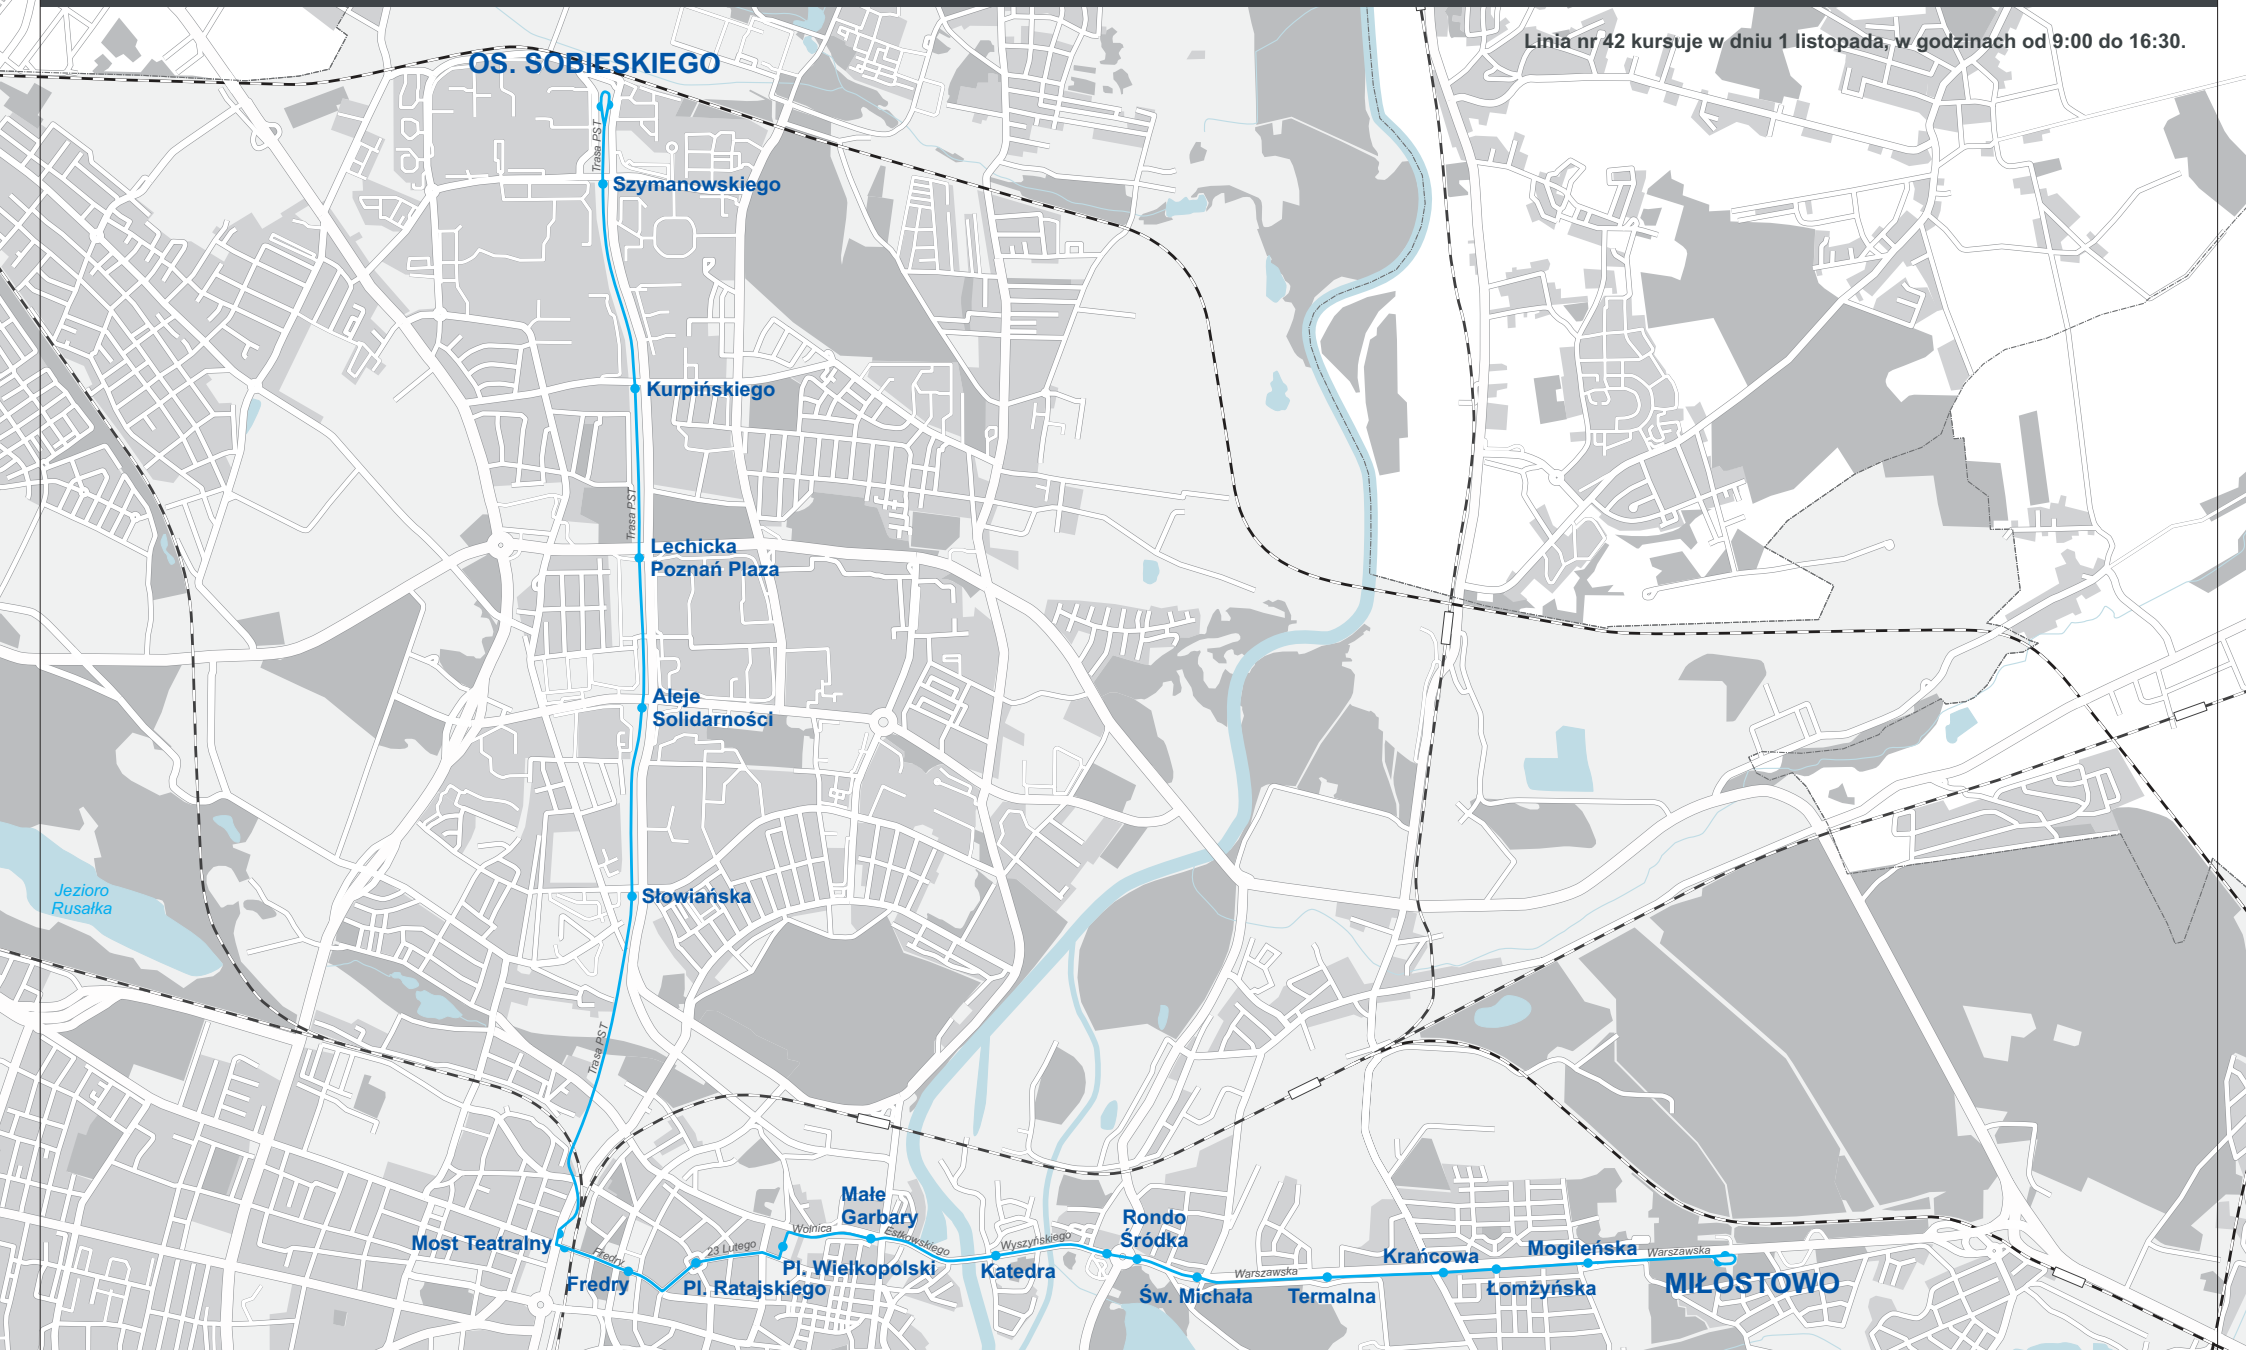 Linia nr 42 kursuje w dniu 1 listopada, w godzinach od 9:00 do 16:30.
OS. SOBIESKIEGO
Trasa PST
Szymanowskiego
Kurpińskiego
Trasa PST
Lechicka
Poznań Plaza
Aleje
Solidarności
Słowiańska
Jezioro
Rusałka
Trasa PST
Most Teatralny
Fredry
Fredry
23 Lutego
Pl. Ratajskiego
Wolnica
Pl. Wielkopolski
Małe
Garbary
Estkowskiego
Wyszyńskiego
Katedra
Rondo
Śródka
Św. Michała
Warszawska
Termalna
Krańcowa
Łomżyńska
Mogileńska
Warszawska
MIŁOSTOWO